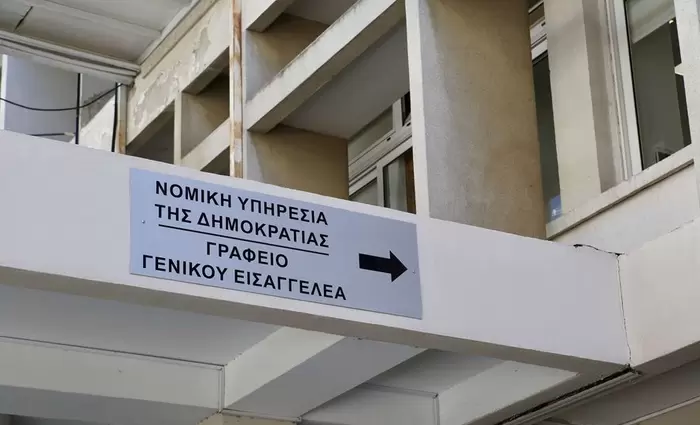 ΝΟΜΙΚΗ ΥΠΗΡΕΣΙΑ
ΤΗΣ ΔΗΜΟΚΡΑΤΙΑΣ
ΓΡΑΦΕΙΟ
ΓΕΝΙΚΟΥ ΕΙΣΑΓΓΕΛΕΑ